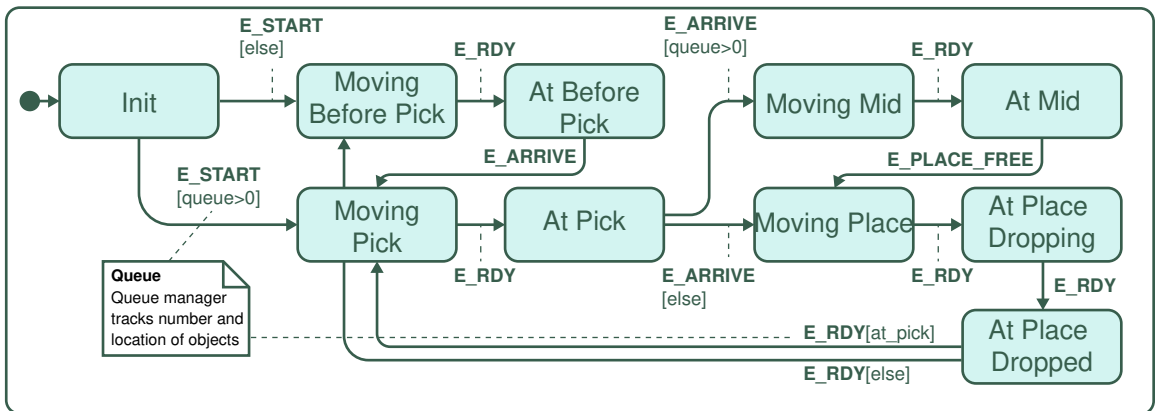 E_START
[else]
E_ARRIVE
[queue>0]
E_RDY
E_RDY
Init
Moving
Before Pick
At Before
Pick
Moving Mid
At Mid
E_ARRIVE
E_PLACE_FREE
E_START
[queue>0]
Moving
Pick
At Pick
Moving Place
At Place
Dropping
E_RDY
E_ARRIVE
[else]
E_RDY
E_RDY
Queue
Queue manager
tracks number and
location of objects
E_RDY[at_pick]
E_RDY[else]
At Place
Dropped